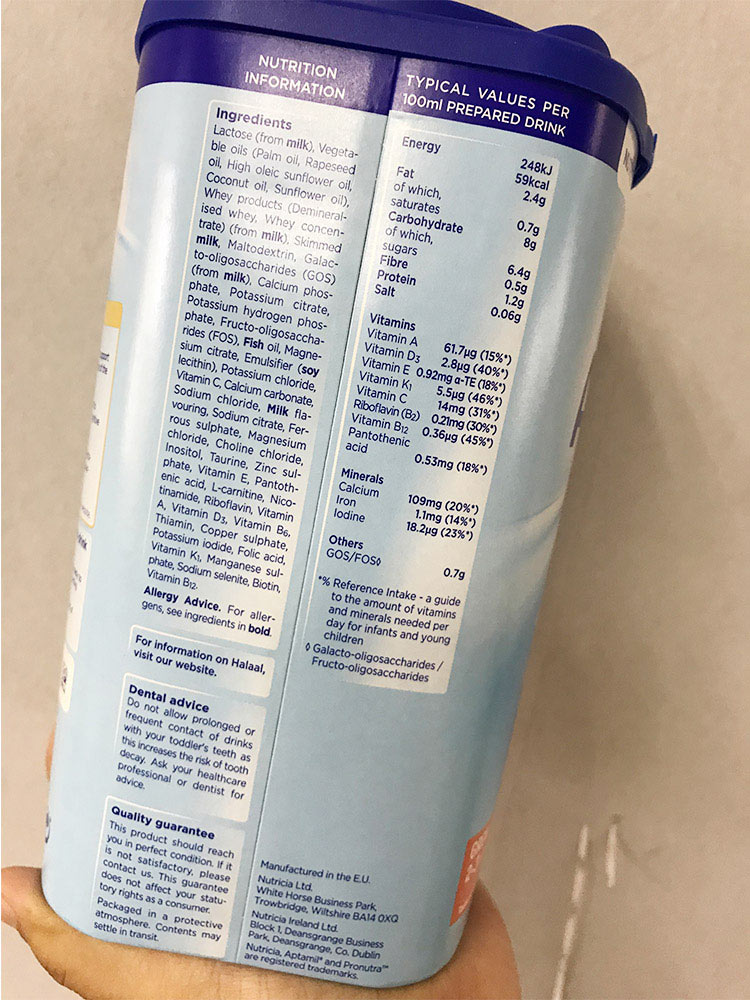 NUTRITION
INFORMATION
Ingredients
Lactose (from milk), Vegeta-
ble oils (Palm oil, Rapeseed
oil, High oleic sunflower oil,
Coconut oil, Sunflower oil),
Whey products (Demineral-
ised whey, Whey concen-
trate) (from milk), Skimmed
milk, Maltodextrin, Galac-
to-oligosaccharides (GOS)
(from milk), Calcium phos-
phate, Potassium citrate,
Potassium hydrogen phos-
phate, Fructo-oligosaccha-
rides (FOS), Fish oil, Magne-
sium citrate, Emulsifier (soy
lecithin), Potassium chloride,
Vitamin C, Calcium carbonate,
Sodium chloride, Milk fla-
vouring, Sodium citrate, Fer-
rous sulphate, Magnesium
chloride, Choline chloride,
Inositol, Taurine, Zinc sul-
phate, Vitamin E, Pantoth-
enic acid, L-carnitine, Nico-
tinamide, Riboflavin, Vitamin
A, Vitamin D3, Vitamin B6,
Thiamin, Copper sulphate,
Potassium iodide, Folic acid,
Vitamin K1, Manganese sul-
phate, Sodium selenite, Biotin,
Vitamin B12.
Allergy Advice. For aller-
gens, see ingredients in bold.
For information on Halaal,
visit our website.
Dental advice
Do not allow prolonged or
frequent contact of drinks
with your toddler's teeth as
this increases the risk of tooth
decay. Ask your healthcare
professional or dentist for
advice.
Quality guarantee
This product should reach
you in perfect condition. If it
is not satisfactory, please
contact us. This guarantee
does not affect your statu-
tory rights as a consumer.
Packaged in a protective
atmosphere. Contents may
settle in transit.
TYPICAL VALUES PER
100ml PREPARED DRINK
Energy 248kJ
59kcal
Fat 2.4g
of which,
saturates 0.7g
Carbohydrate 8g
of which,
sugars 6.4g
Fibre 0.5g
Protein 1.2g
Salt 0.06g
Vitamins
Vitamin A 61.7µg (15%*)
Vitamin D3 2.8µg (40%*)
Vitamin E 0.92mg α-TE (18%*)
Vitamin K1 5.5µg (46%*)
Vitamin C 14mg (31%*)
Riboflavin (B2) 0.21mg (30%*)
Vitamin B12 0.36µg (45%*)
Pantothenic
acid 0.53mg (18%*)
Minerals
Calcium 109mg (20%*)
Iron 1.1mg (14%*)
Iodine 18.2µg (23%*)
Others
GOS/FOS◊ 0.7g
*% Reference Intake - a guide
to the amount of vitamins
and minerals needed per
day for infants and young
children
◊ Galacto-oligosaccharides /
Fructo-oligosaccharides
Manufactured in the E.U.
Nutricia Ltd.
White Horse Business Park,
Trowbridge, Wiltshire BA14 0XQ
Nutricia Ireland Ltd.
Block 1, Deansgrange Business
Park, Deansgrange, Co. Dublin
Nutricia, Aptamil® and Pronutra™
are registered trademarks.